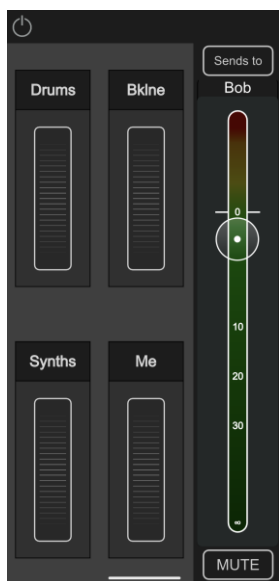 Sends to
Bob
Drums
Bklne
0
10
20
30
∞
Synths
Me
MUTE